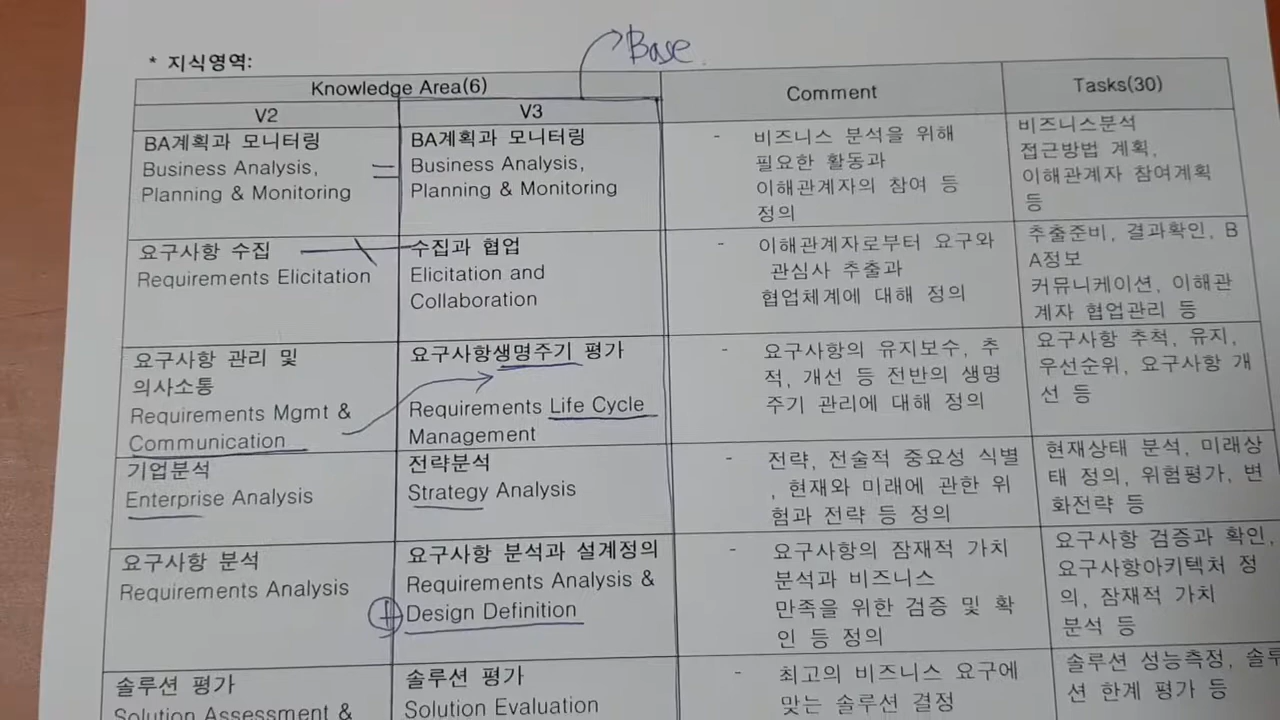 Base
* 지식영역:
Knowledge Area(6)
Comment
Tasks(30)
V2
V3
BA계획과 모니터링
Business Analysis,
Planning & Monitoring
BA계획과 모니터링
Business Analysis,
Planning & Monitoring
- 비즈니스 분석을 위해
필요한 활동과
이해관계자의 참여 등
정의
비즈니스분석
접근방법 계획,
이해관계자 참여계획
등
요구사항 수집
Requirements Elicitation
수집과 협업
Elicitation and
Collaboration
- 이해관계자로부터 요구와
관심사 추출과
협업체계에 대해 정의
추출준비, 결과확인, B
A정보
커뮤니케이션, 이해관
계자 협업관리 등
요구사항 관리 및
의사소통
Requirements Mgmt &
Communication
요구사항생명주기 평가
Requirements Life Cycle
Management
- 요구사항의 유지보수, 추
적, 개선 등 전반의 생명
주기 관리에 대해 정의
요구사항 추척, 유지,
우선순위, 요구사항 개
선 등
기업분석
Enterprise Analysis
전략분석
Strategy Analysis
- 전략, 전술적 중요성 식별
, 현재와 미래에 관한 위
험과 전략 등 정의
현재상태 분석, 미래상
태 정의, 위험평가, 변
화전략 등
요구사항 분석
Requirements Analysis
+
요구사항 분석과 설계정의
Requirements Analysis &
Design Definition
- 요구사항의 잠재적 가치
분석과 비즈니스
만족을 위한 검증 및 확
인 등 정의
요구사항 검증과 확인,
요구사항아키텍처 정
의, 잠재적 가치
분석 등
솔루션 평가
Solution Assessment &
솔루션 평가
Solution Evaluation
- 최고의 비즈니스 요구에
맞는 솔루션 결정
솔루션 성능측정, 솔루
션 한계 평가 등